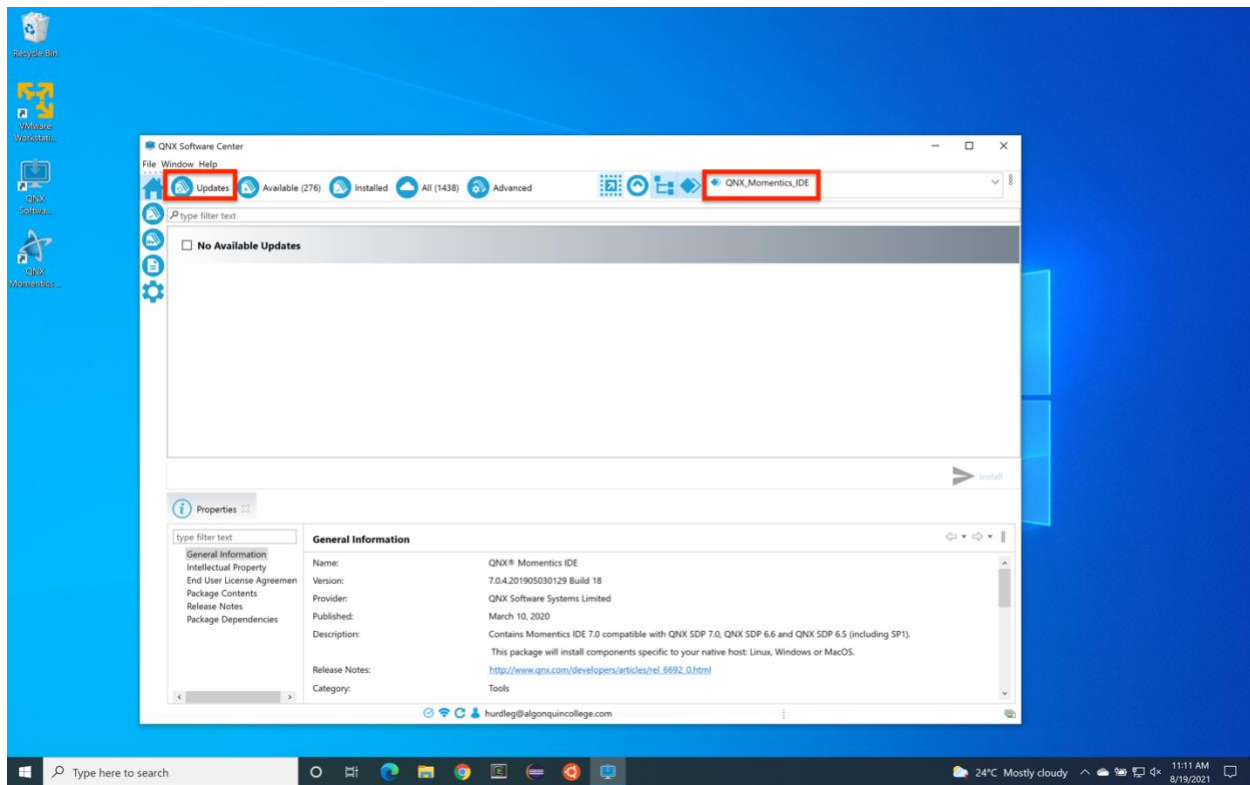 Recycle Bin
VMware
Workstati...
QNX
Softwa...
QNX
Momentics ...
QNX Software Center
File Window Help
Updates Available (276) Installed All (1438) Advanced QNX_Momentics_IDE
type filter text
No Available Updates
Install
Properties
type filter text
General Information
Intellectual Property
End User License Agreemen
Package Contents
Release Notes
Package Dependencies
General Information
Name: QNX® Momentics IDE
Version: 7.0.4.201905030129 Build 18
Provider: QNX Software Systems Limited
Published: March 10, 2020
Description: Contains Momentics IDE 7.0 compatible with QNX SDP 7.0, QNX SDP 6.6 and QNX SDP 6.5 (including SP1).
This package will install components specific to your native host: Linux, Windows or MacOS.
Release Notes: http://www.qnx.com/developers/articles/rel_6692_0.html
Category: Tools
hurdleg@algonquincollege.com
Type here to search
24°C Mostly cloudy
11:11 AM
8/19/2021